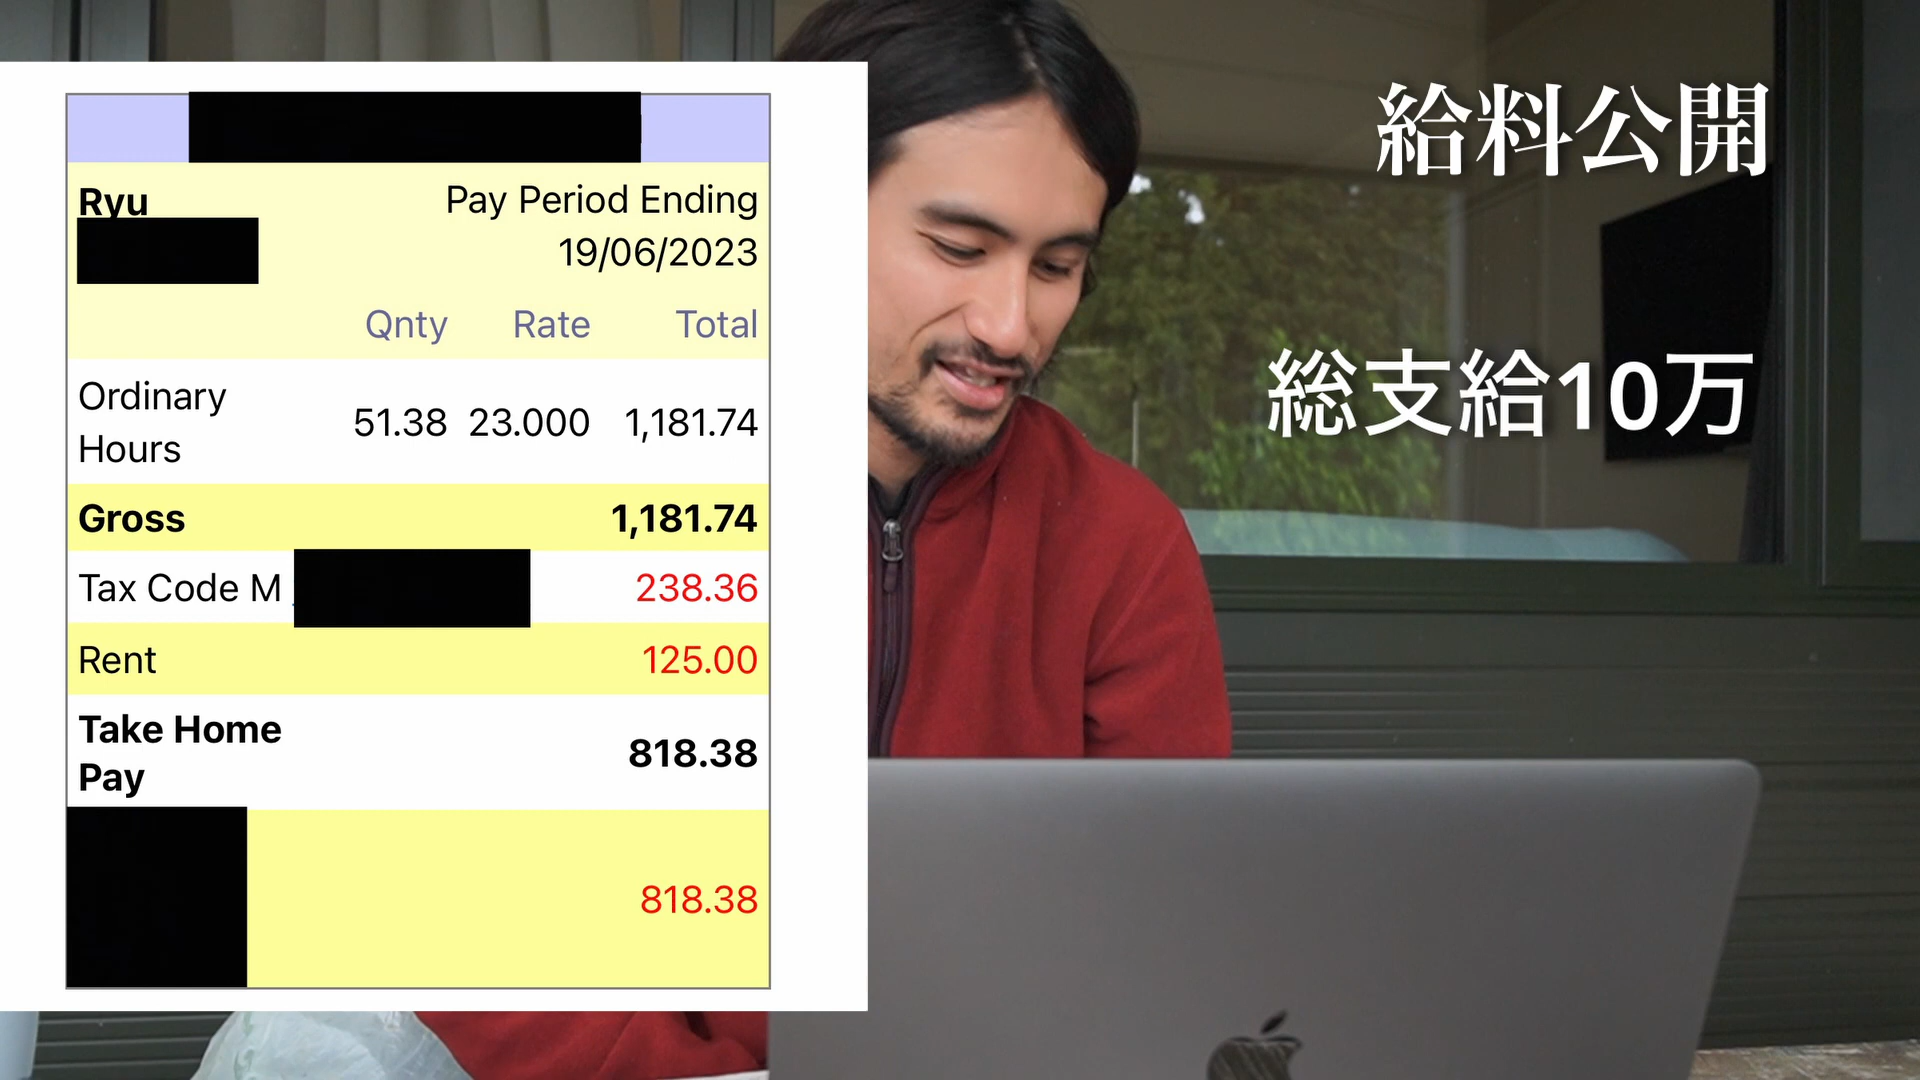 Ryu
Pay Period Ending
19/06/2023
Qnty Rate Total
Ordinary Hours 51.38 23.000 1,181.74
Gross 1,181.74
Tax Code M 238.36
Rent 125.00
Take Home Pay 818.38
818.38
給料公開
総支給10万